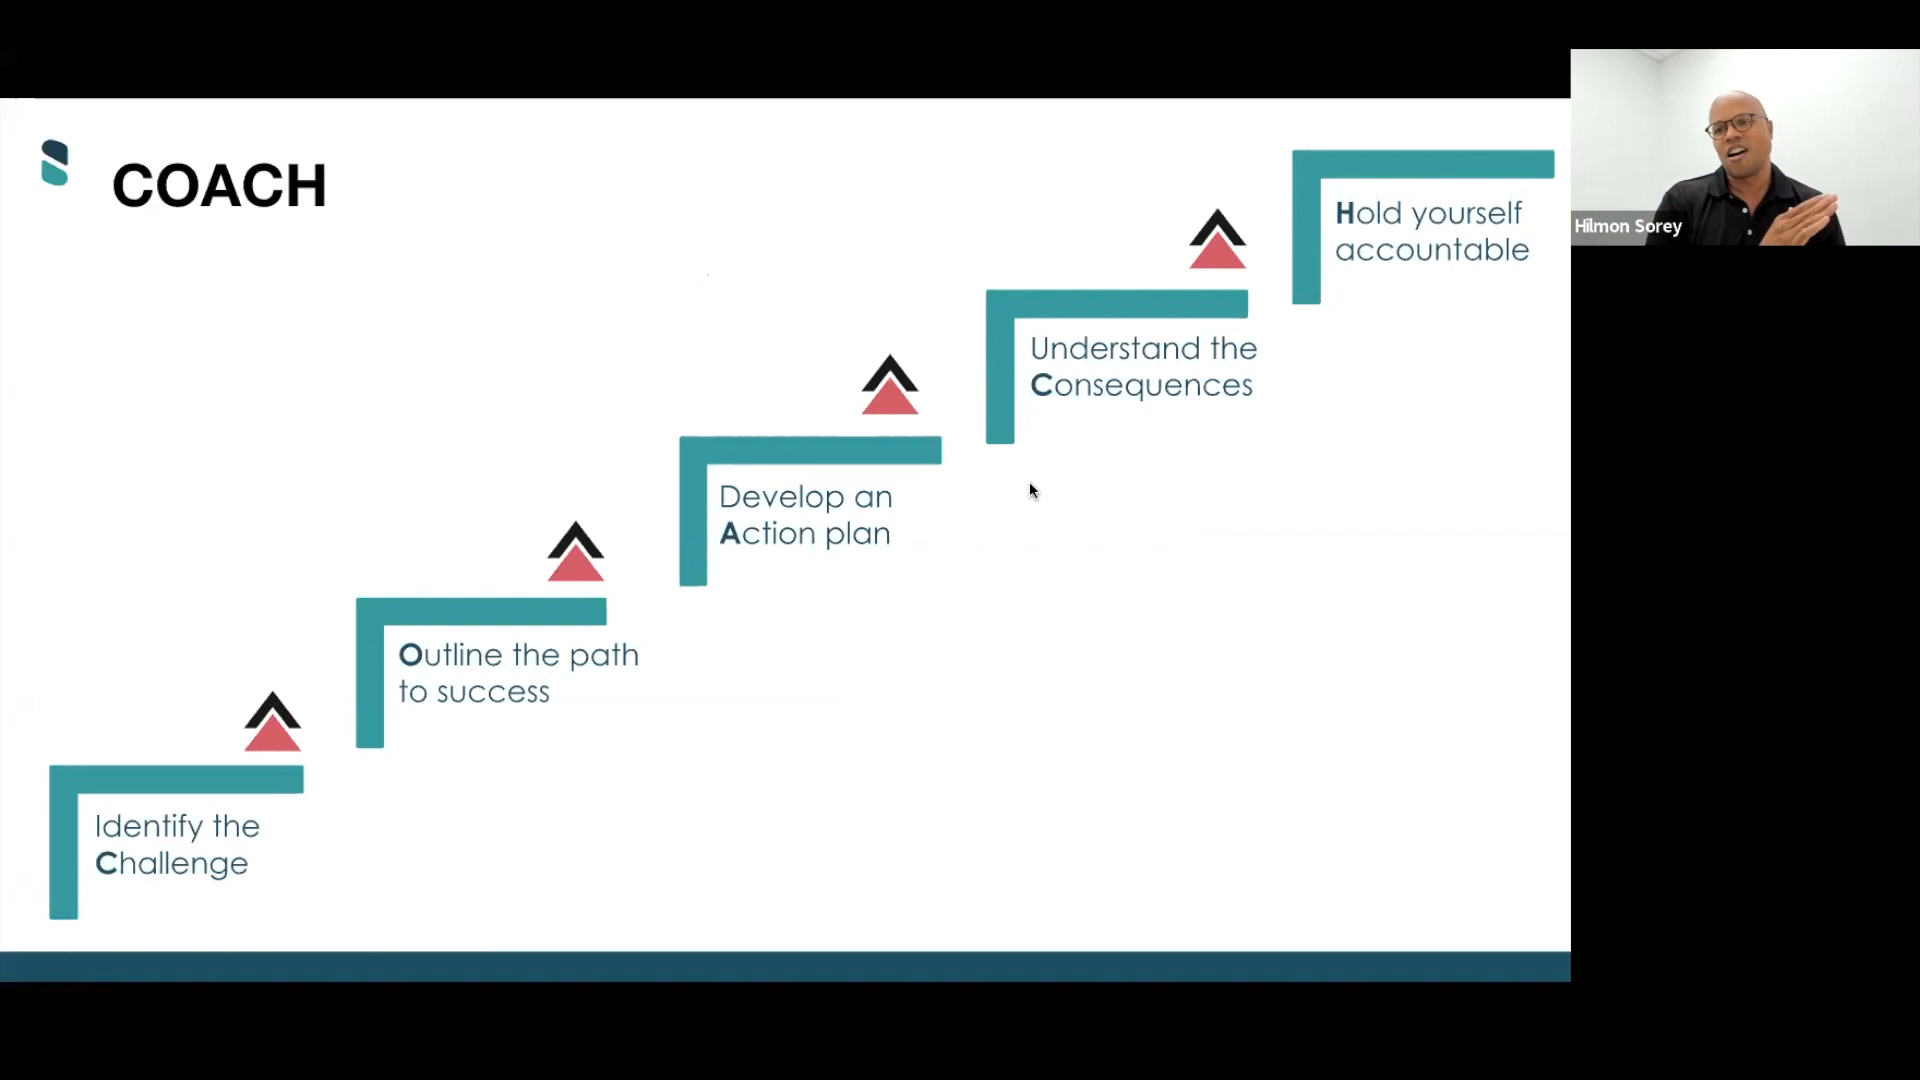 COACH
Identify the
Challenge
Outline the path
to success
Develop an
Action plan
Understand the
Consequences
Hold yourself
accountable
Hilmon Sorey